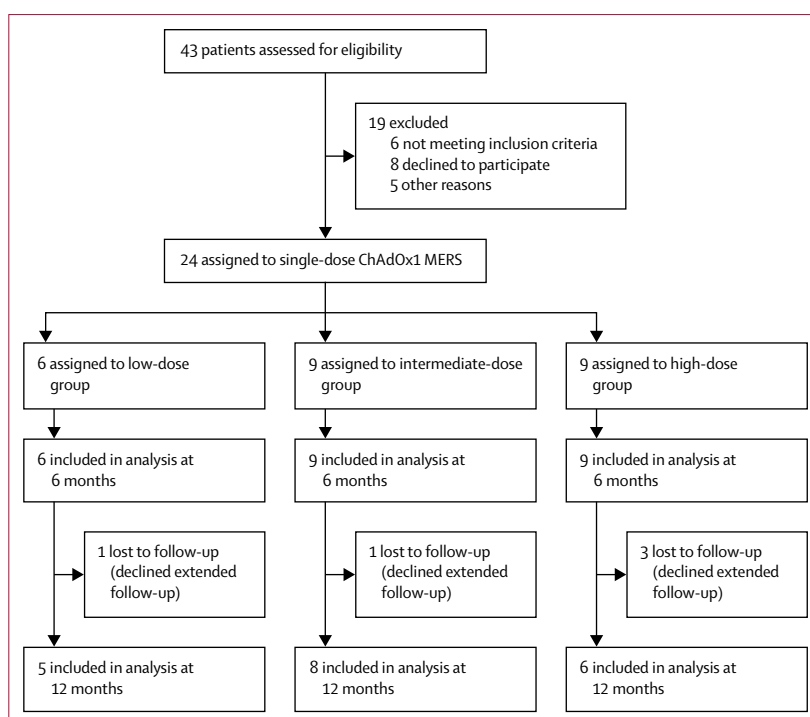 43 patients assessed for eligibility
19 excluded
6 not meeting inclusion criteria
8 declined to participate
5 other reasons
24 assigned to single-dose ChAdOx1 MERS
6 assigned to low-dose
group
9 assigned to intermediate-dose
group
9 assigned to high-dose
group
6 included in analysis at
6 months
9 included in analysis at
6 months
9 included in analysis at
6 months
1 lost to follow-up
(declined extended
follow-up)
1 lost to follow-up
(declined extended
follow-up)
3 lost to follow-up
(declined extended
follow-up)
5 included in analysis at
12 months
8 included in analysis at
12 months
6 included in analysis at
12 months